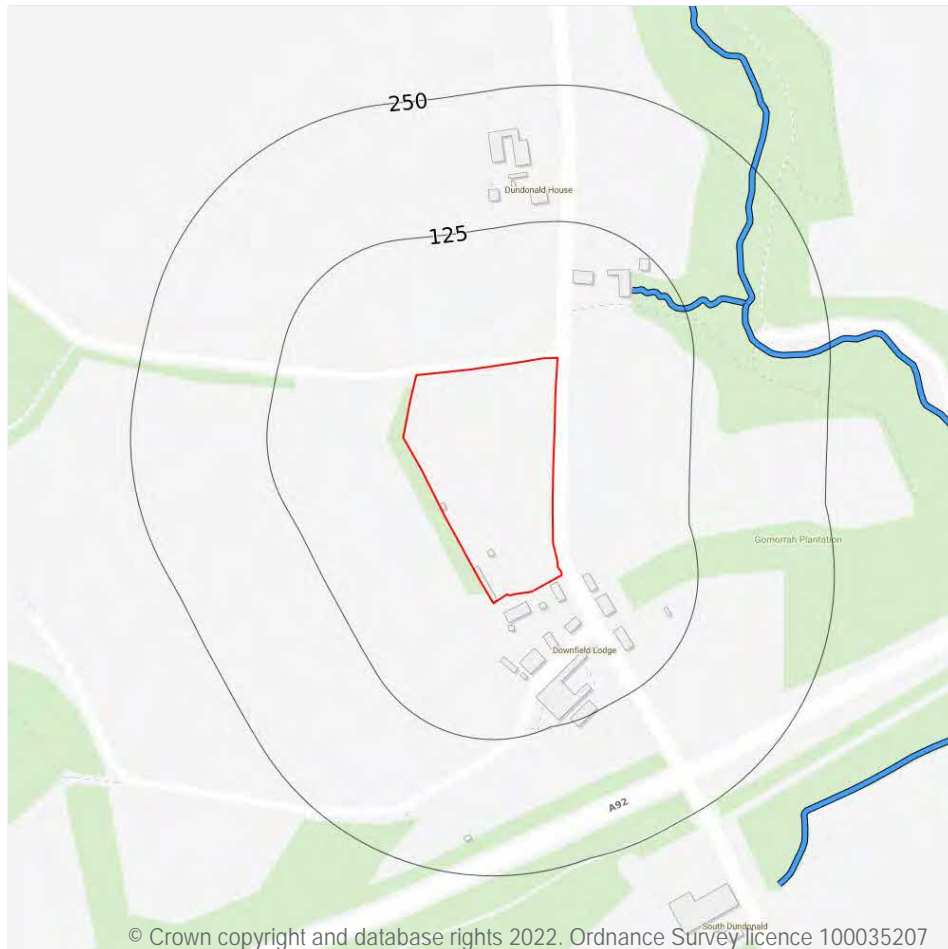 250
Dundonald House
125
Gomorrah Plantation
Downfield Lodge
A92
South Dundonald
© Crown copyright and database rights 2022. Ordnance Survey licence 100035207